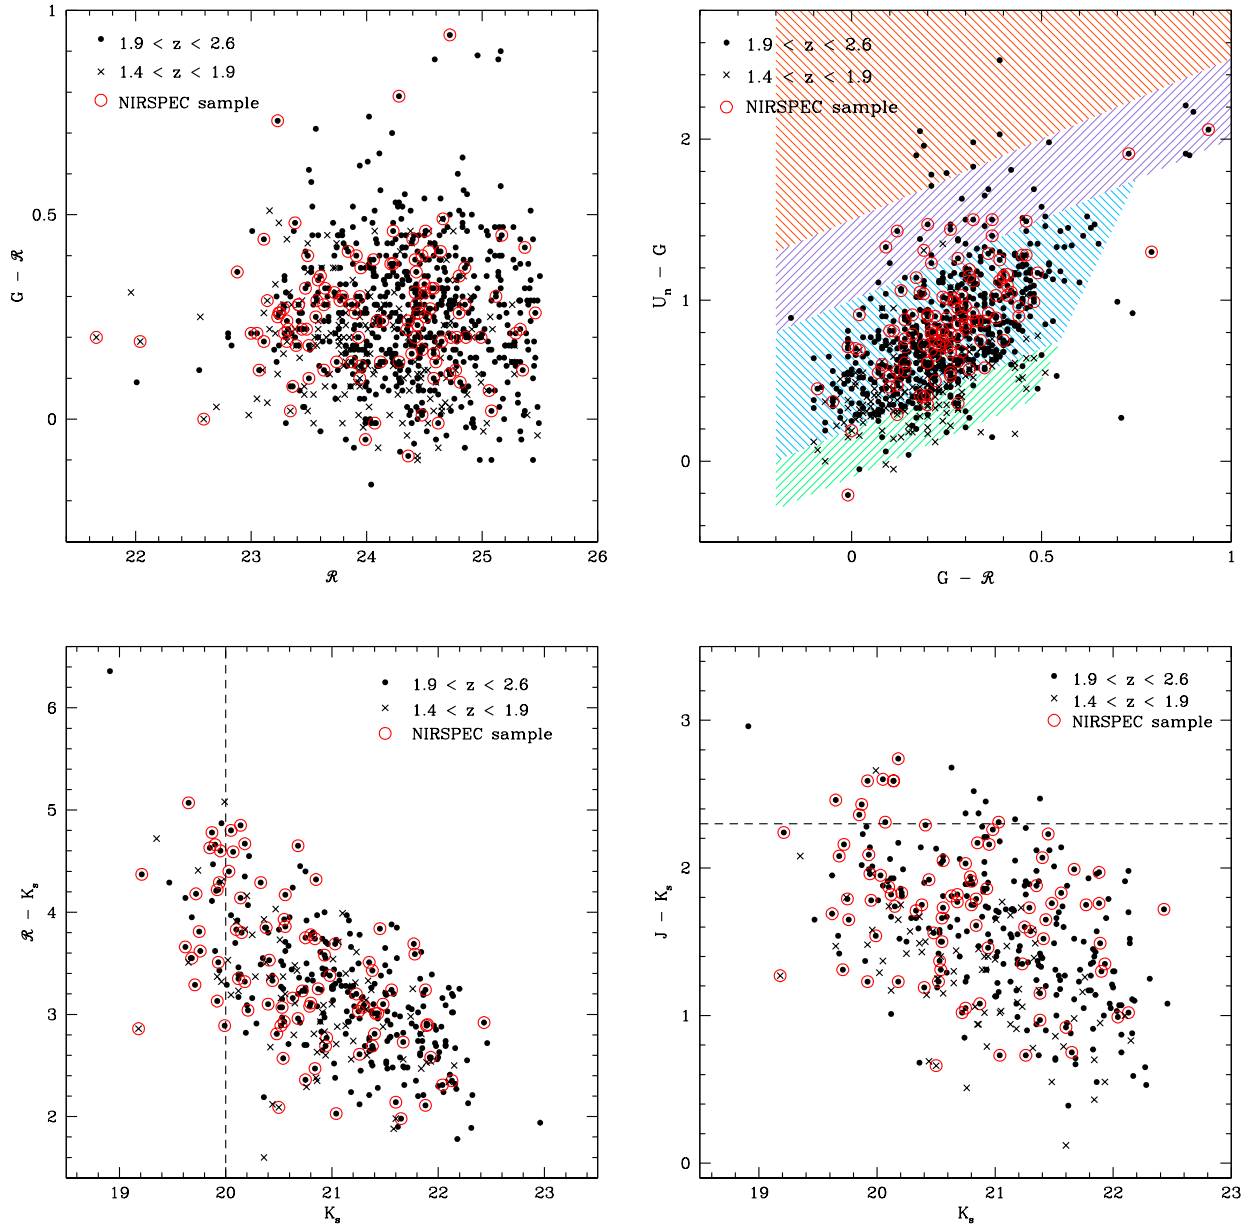 1
0.5
0
G − ℛ
1.9 < z < 2.6
1.4 < z < 1.9
NIRSPEC sample
22
23
24
25
26
ℛ
2
1
0
Uₙ − G
1.9 < z < 2.6
1.4 < z < 1.9
NIRSPEC sample
0
0.5
1
G − ℛ
6
5
4
3
2
ℛ − Kₛ
1.9 < z < 2.6
1.4 < z < 1.9
NIRSPEC sample
19
20
21
22
23
Kₛ
3
2
1
0
J − Kₛ
1.9 < z < 2.6
1.4 < z < 1.9
NIRSPEC sample
19
20
21
22
23
Kₛ